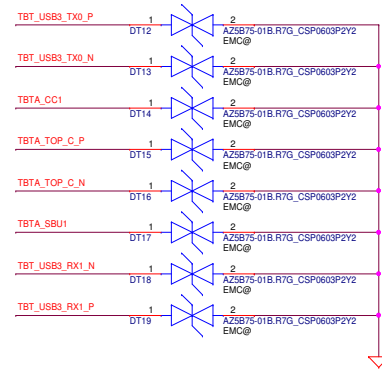 TBT_USB3_TX0_P
1 2
DT12 AZ5B75-01B.R7G_CSP0603P2Y2
EMC@
TBT_USB3_TX0_N
1 2
DT13 AZ5B75-01B.R7G_CSP0603P2Y2
EMC@
TBTA_CC1
1 2
DT14 AZ5B75-01B.R7G_CSP0603P2Y2
EMC@
TBTA_TOP_C_P
1 2
DT15 AZ5B75-01B.R7G_CSP0603P2Y2
EMC@
TBTA_TOP_C_N
1 2
DT16 AZ5B75-01B.R7G_CSP0603P2Y2
EMC@
TBTA_SBU1
1 2
DT17 AZ5B75-01B.R7G_CSP0603P2Y2
EMC@
TBT_USB3_RX1_N
1 2
DT18 AZ5B75-01B.R7G_CSP0603P2Y2
EMC@
TBT_USB3_RX1_P
1 2
DT19 AZ5B75-01B.R7G_CSP0603P2Y2
EMC@